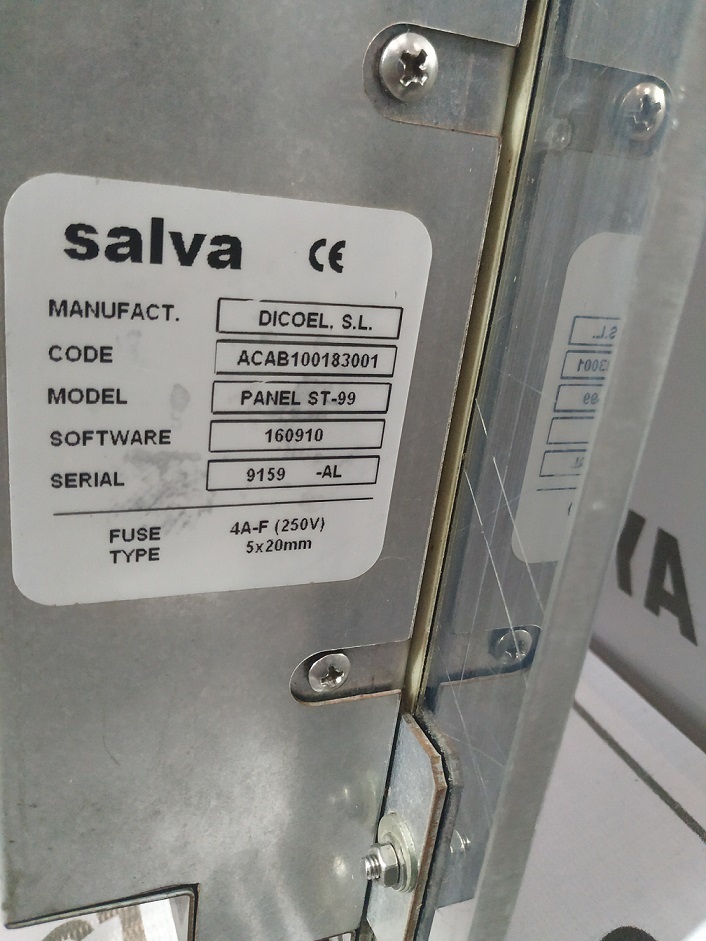 salva CE
MANUFACT. DICOEL. S.L.
CODE ACAB100183001
MODEL PANEL ST-99
SOFTWARE 160910
SERIAL 9159 -AL
FUSE TYPE 4A-F (250V)
5x20mm